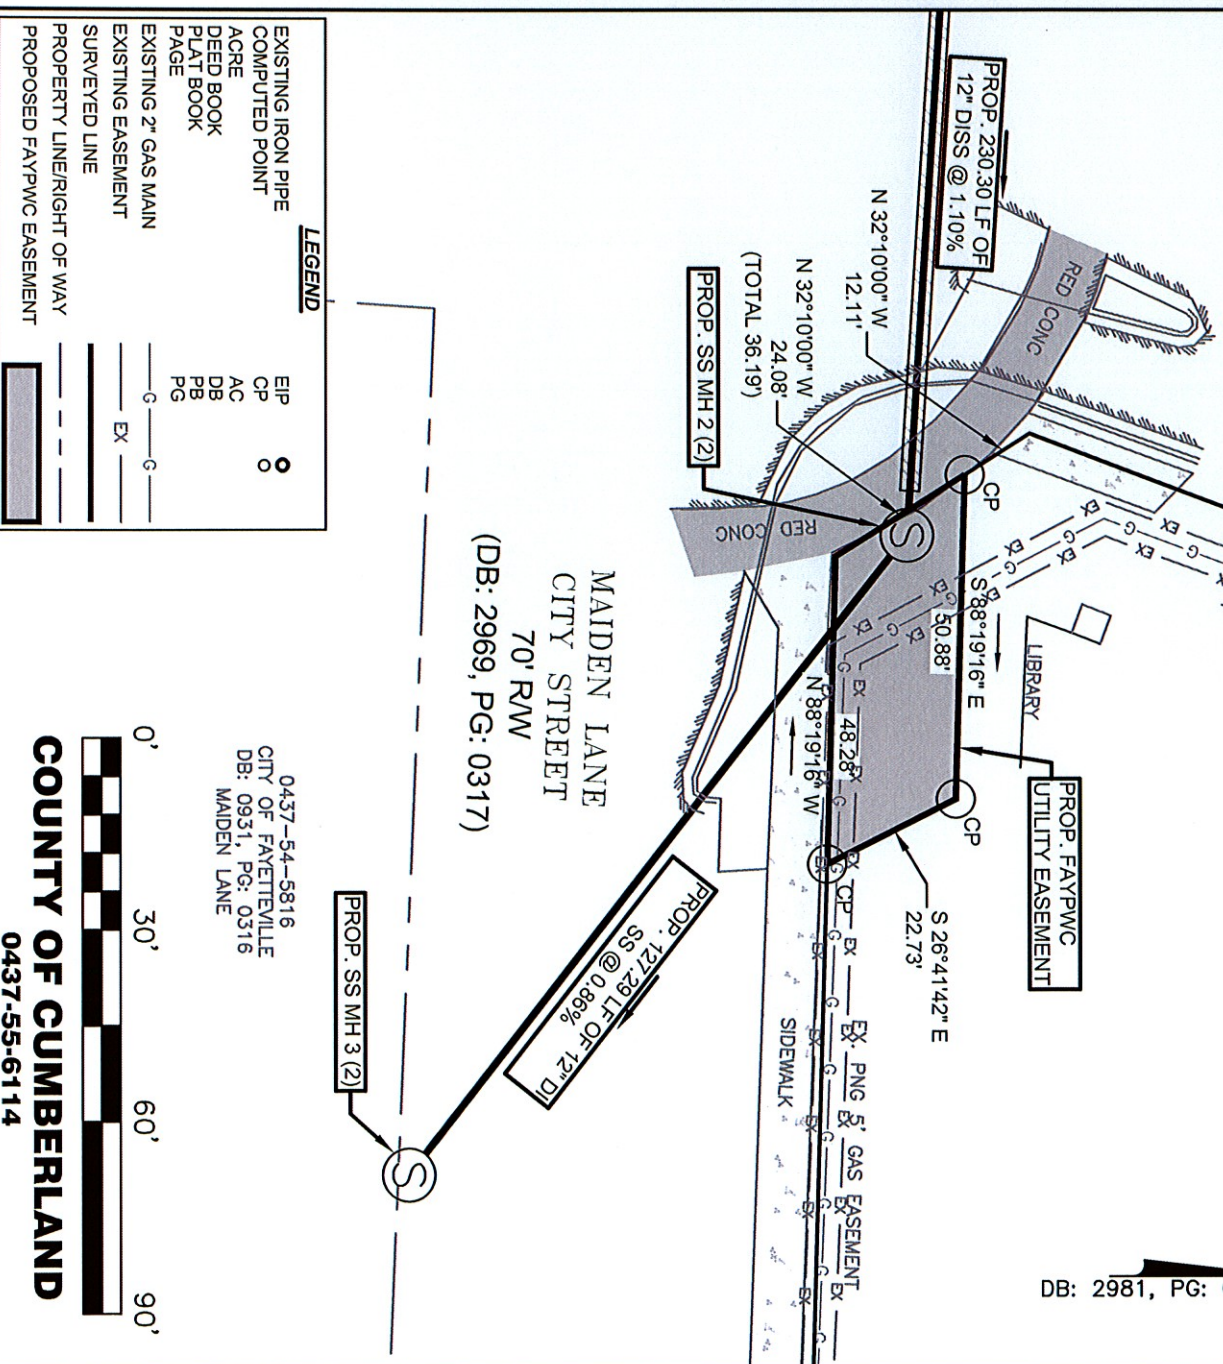 PROP. 230.30 LF OF
12" DISS @ 1.10%
N 32°10'00" W
12.11'
N 32°10'00" W
24.08'
(TOTAL 36.19')
PROP. SS MH 2 (2)
RED CONC
RED CONC
CP
CP
CP
S 88°19'16" E
50.88'
LIBRARY
PROP. FAYPWC
UTILITY EASEMENT
N 88°19'16" W
48.28'
S 26°41'42" E
22.73'
EX. PNG 5' GAS EASEMENT
SIDEWALK
PROP. 127.29 LF OF 12" DI
SS @ 0.86%
MAIDEN LANE
CITY STREET
70' R/W
(DB: 2969, PG: 0317)
PROP. SS MH 3 (2)
S
S
0437-54-5816
CITY OF FAYETTEVILLE
DB: 0931, PG: 0316
MAIDEN LANE
DB: 2981, PG:
LEGEND
EXISTING IRON PIPE EIP
COMPUTED POINT CP
ACRE AC
DEED BOOK DB
PLAT BOOK PB
PAGE PG
EXISTING 2" GAS MAIN G G
EXISTING EASEMENT EX
SURVEYED LINE
PROPERTY LINE/RIGHT OF WAY
PROPOSED FAYPWC EASEMENT
0' 30' 60' 90'
COUNTY OF CUMBERLAND
0437-55-6114